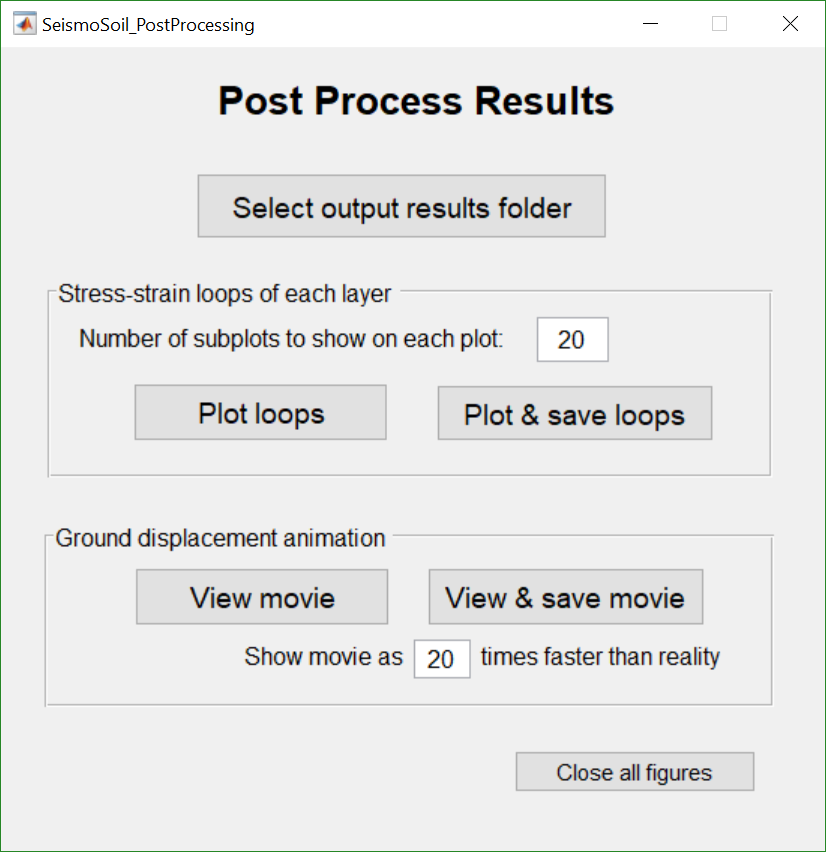 SeismoSoil_PostProcessing
Post Process Results
Select output results folder
Stress-strain loops of each layer
Number of subplots to show on each plot: 20
Plot loops Plot & save loops
Ground displacement animation
View movie View & save movie
Show movie as 20 times faster than reality
Close all figures